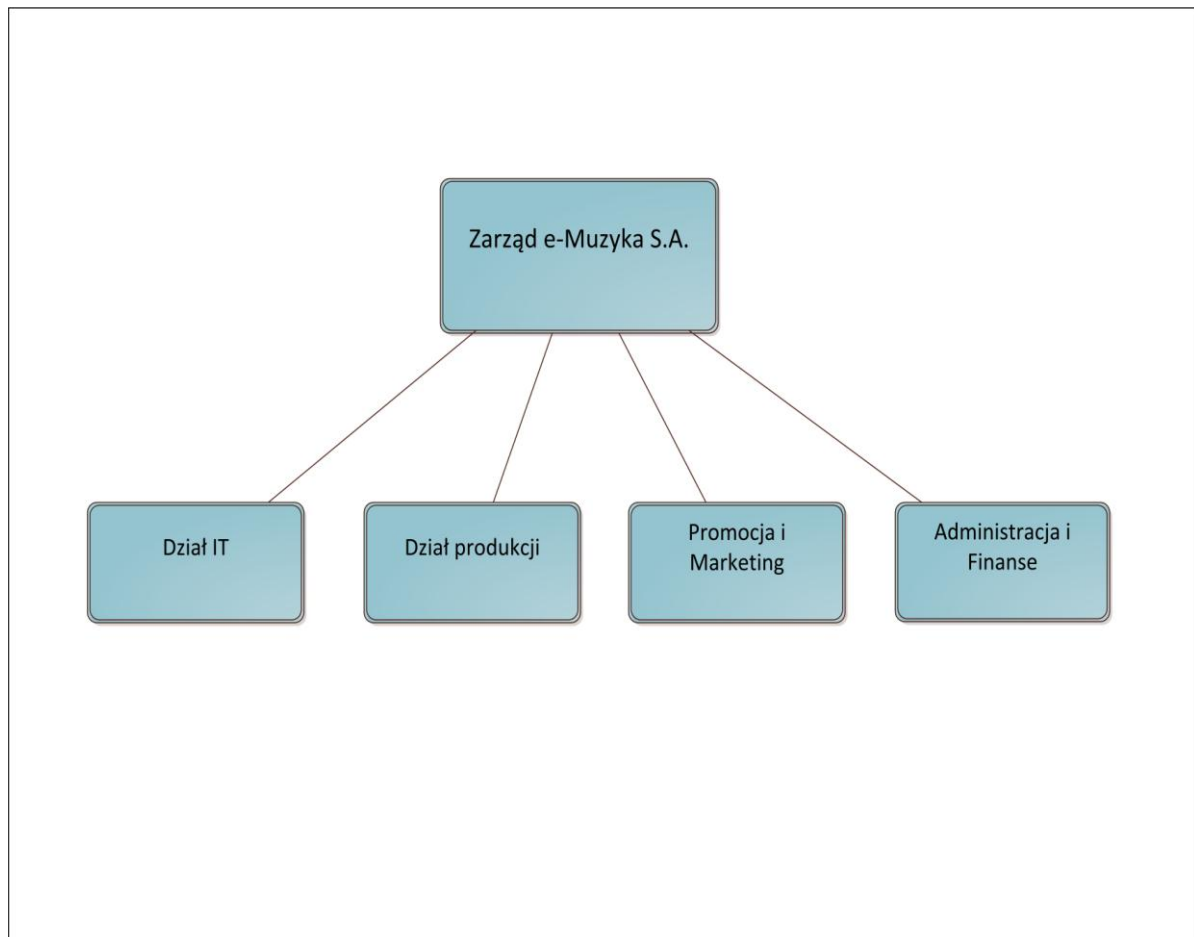 Zarząd e-Muzyka S.A.
Dział IT
Dział produkcji
Promocja i
Marketing
Administracja i
Finanse